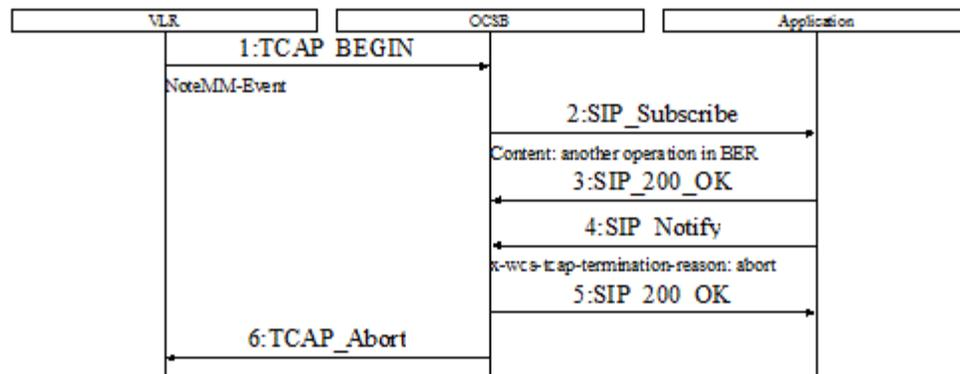 VLR OCSB Application
1:TCAP BEGIN
NoteMM-Event
2:SIP_Subscribe
Content: another operation in BER
3:SIP_200_OK
4:SIP Notify
x-wcs-tcap-termination-reason: abort
5:SIP 200 OK
6:TCAP_Abort